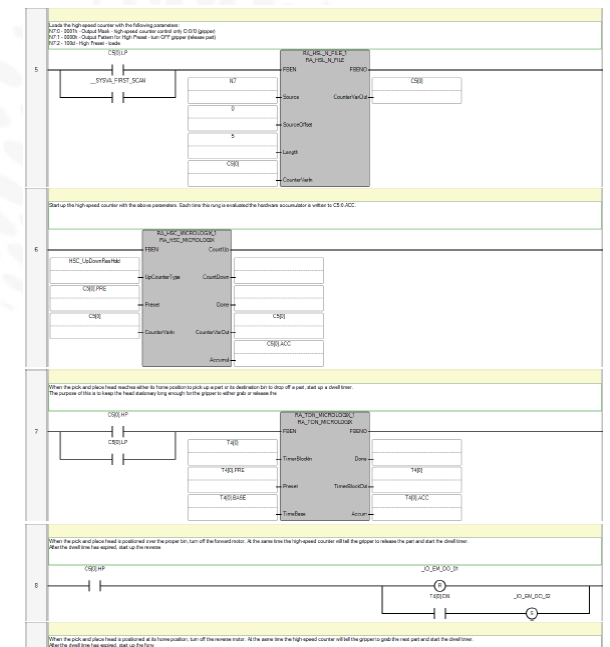 Loads the high-speed counter with the following parameters:
N7:0 - 0001h - Output Mask - high-speed counter control only O:0/0 (gripper)
N7:1 - 0000h - Output Pattern for High Preset - turn OFF gripper (release part)
N7:2 - 100d - High Preset - loade
5
C5[0].LP
__SYSVA_FIRST_SCAN
RA_HSL_N_FILE_1
RA_HSL_N_FILE
FBEN
FBENO
N7
C5[0]
Source
CounterVarOut
0
SourceOffset
5
Length
C5[0]
CounterVarIn
Start up the high-speed counter with the above parameters. Each time this rung is evaluated the hardware accumulator is written to C5:0.ACC.
6
RA_HSC_MICROLOGIX_1
RA_HSC_MICROLOGIX
FBEN
CountUp
HSC_UpDownResHold
UpCounterType
CountDown
C5[0].PRE
Preset
Done
C5[0]
C5[0]
CounterVarIn
CounterVarOut
C5[0].ACC
Accumul
When the pick and place head reaches either its home position to pick up a part or its destination bin to drop off a part, start up a dwell timer.
The purpose of this is to keep the head stationary long enough for the gripper to either grab or release the
7
C5[0].HP
C5[0].LP
RA_TON_MICROLOGIX_1
RA_TON_MICROLOGIX
FBEN
FBENO
T4[0]
TimerBlockIn
Done
T4[0].PRE
T4[0]
Preset
TimerBlockOut
T4[0].BASE
T4[0].ACC
TimeBase
Accum
When the pick and place head is positioned over the proper bin, turn off the forward motor. At the same time the high-speed counter will tell the gripper to release the part and start the dwell timer.
After the dwell time has expired, start up the reverse
8
C5[0].HP
_IO_EM_DO_01
R
T4[0].DN
_IO_EM_DO_02
S
When the pick and place head is positioned at its home position, turn off the reverse motor. At the same time the high-speed counter will tell the gripper to grab the next part and start the dwell timer.
After the dwell time has expired, start up the forw